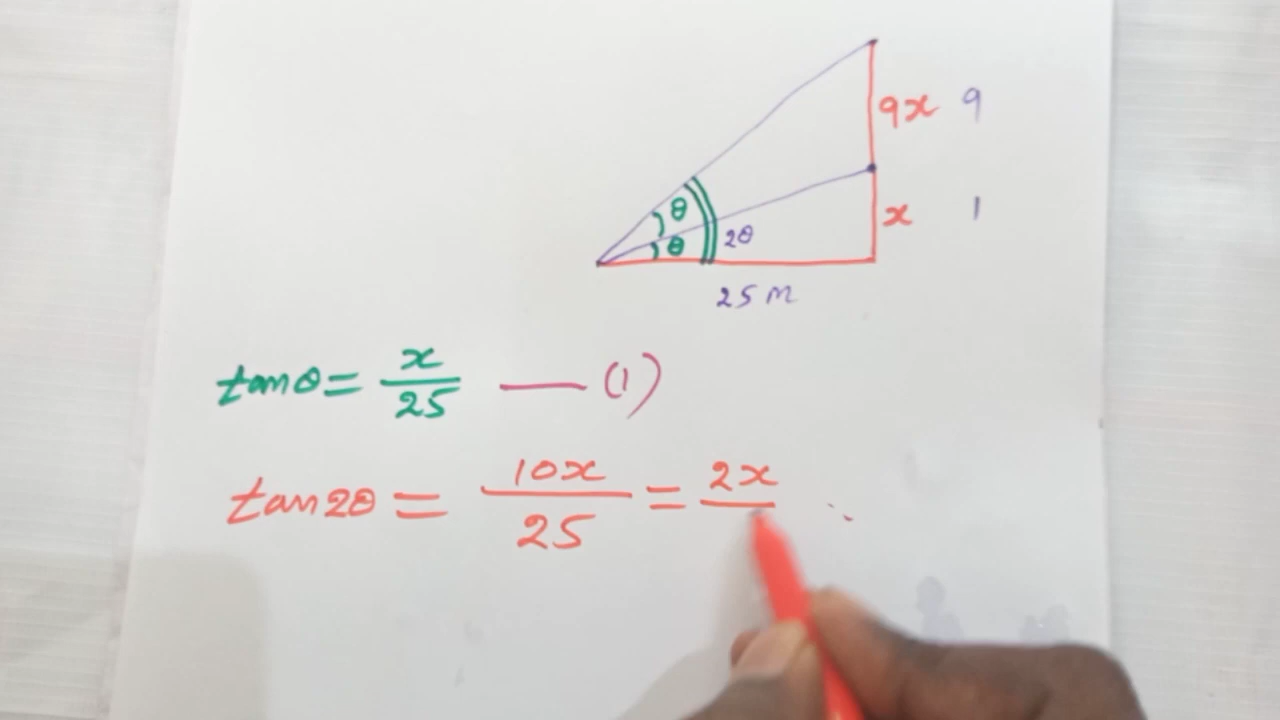 9x 9
θ
θ 2θ
x 1
25 m
tanθ = x/25 — (1)
tan2θ = 10x/25 = 2x